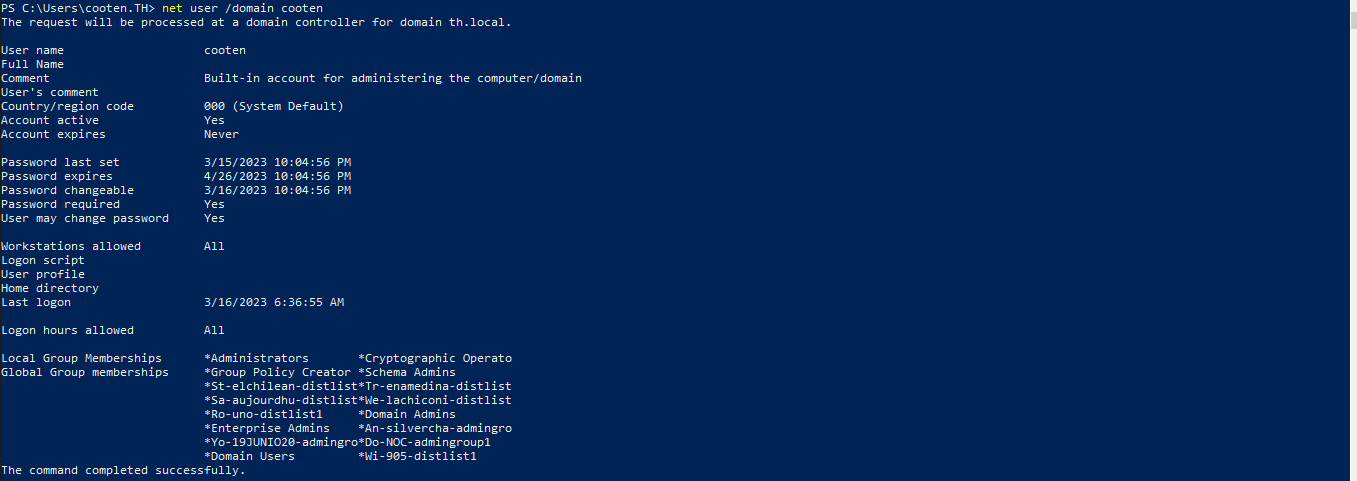 PS C:\Users\cooten.TH> net user /domain cooten
The request will be processed at a domain controller for domain th.local.
User name cooten
Full Name
Comment Built-in account for administering the computer/domain
User's comment
Country/region code 000 (System Default)
Account active Yes
Account expires Never
Password last set 3/15/2023 10:04:56 PM
Password expires 4/26/2023 10:04:56 PM
Password changeable 3/16/2023 10:04:56 PM
Password required Yes
User may change password Yes
Workstations allowed All
Logon script
User profile
Home directory
Last logon 3/16/2023 6:36:55 AM
Logon hours allowed All
Local Group Memberships *Administrators *Cryptographic Operato
Global Group memberships *Group Policy Creator *Schema Admins
*St-elchilean-distlist*Tr-enamedina-distlist
*Sa-aujourdhu-distlist*We-lachiconi-distlist
*Ro-uno-distlist1 *Domain Admins
*Enterprise Admins *An-silvercha-admingro
*Yo-19JUNIO20-admingro*Do-NOC-admingroup1
*Domain Users *Wi-905-distlist1
The command completed successfully.